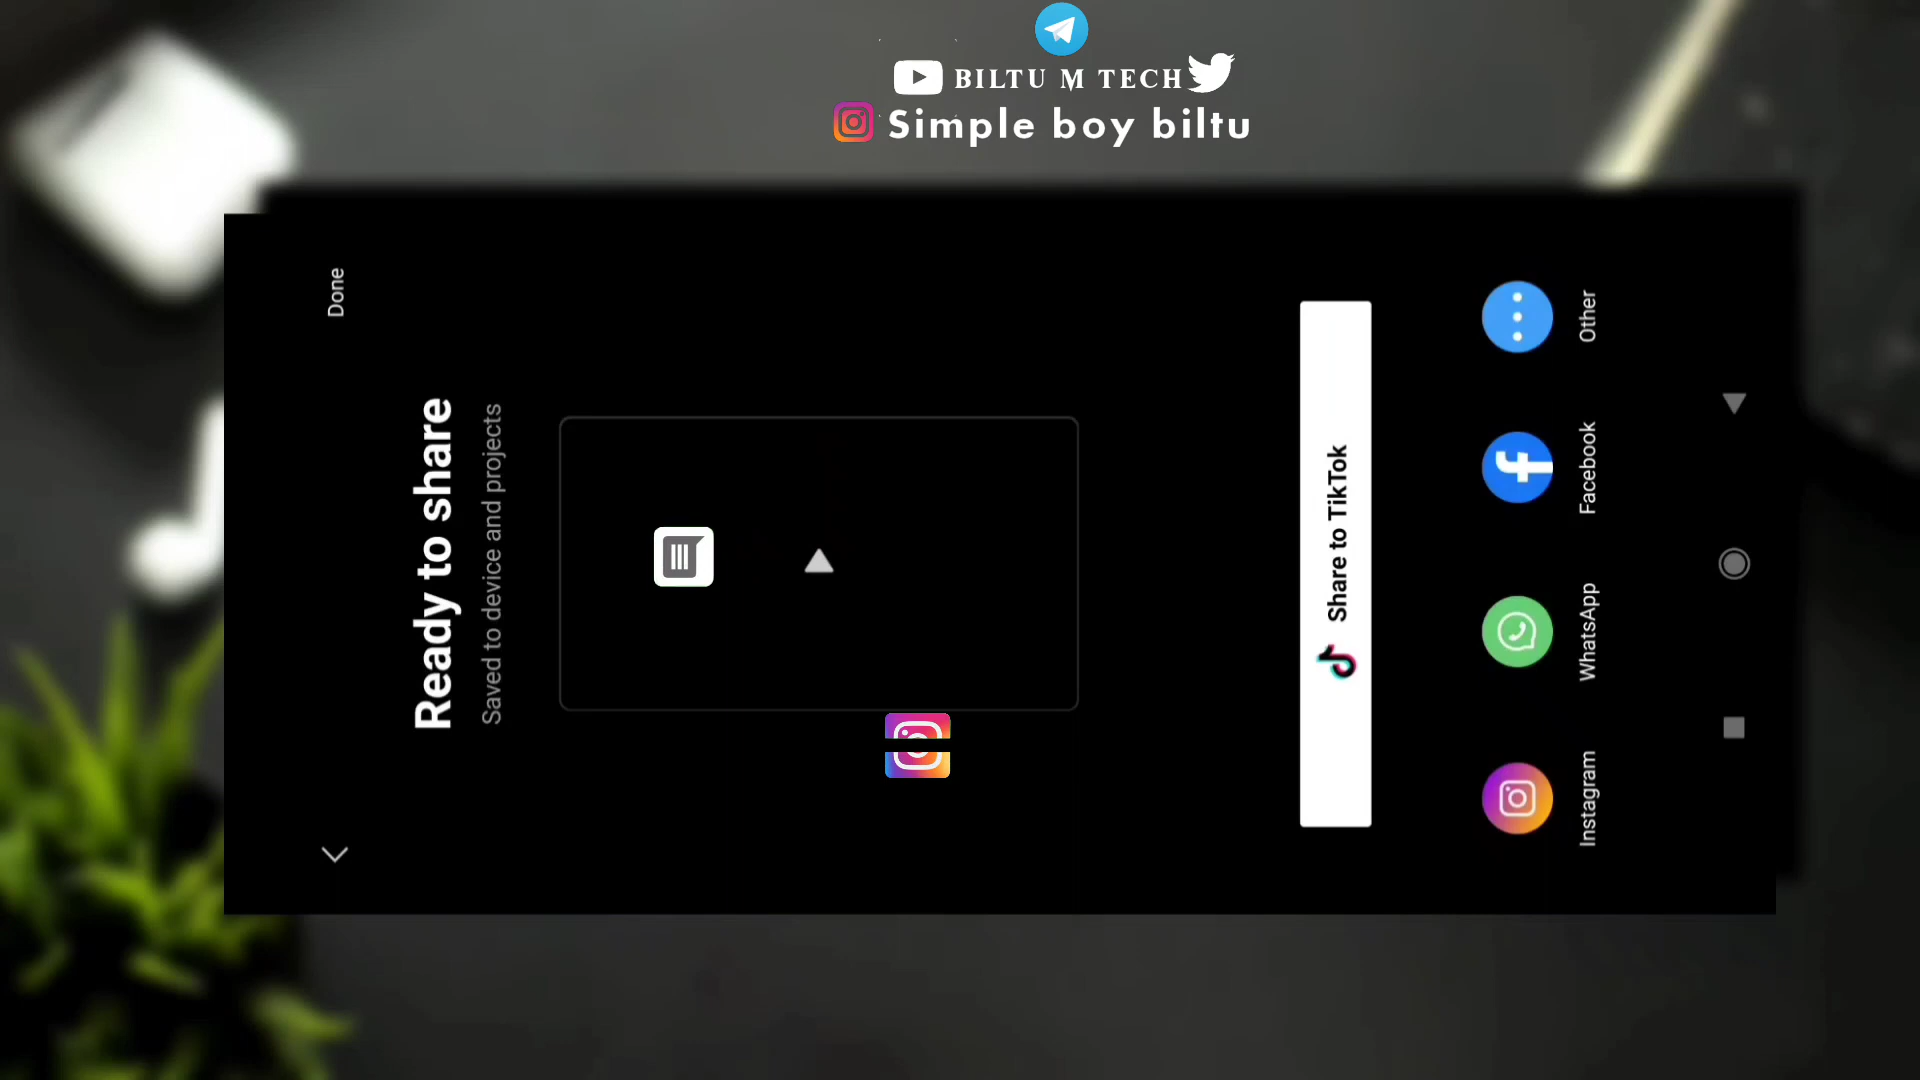 BILTU M TECH
Simple boy biltu
Done
Ready to share
Saved to device and projects
Share to TikTok
Instagram
WhatsApp
Facebook
Other